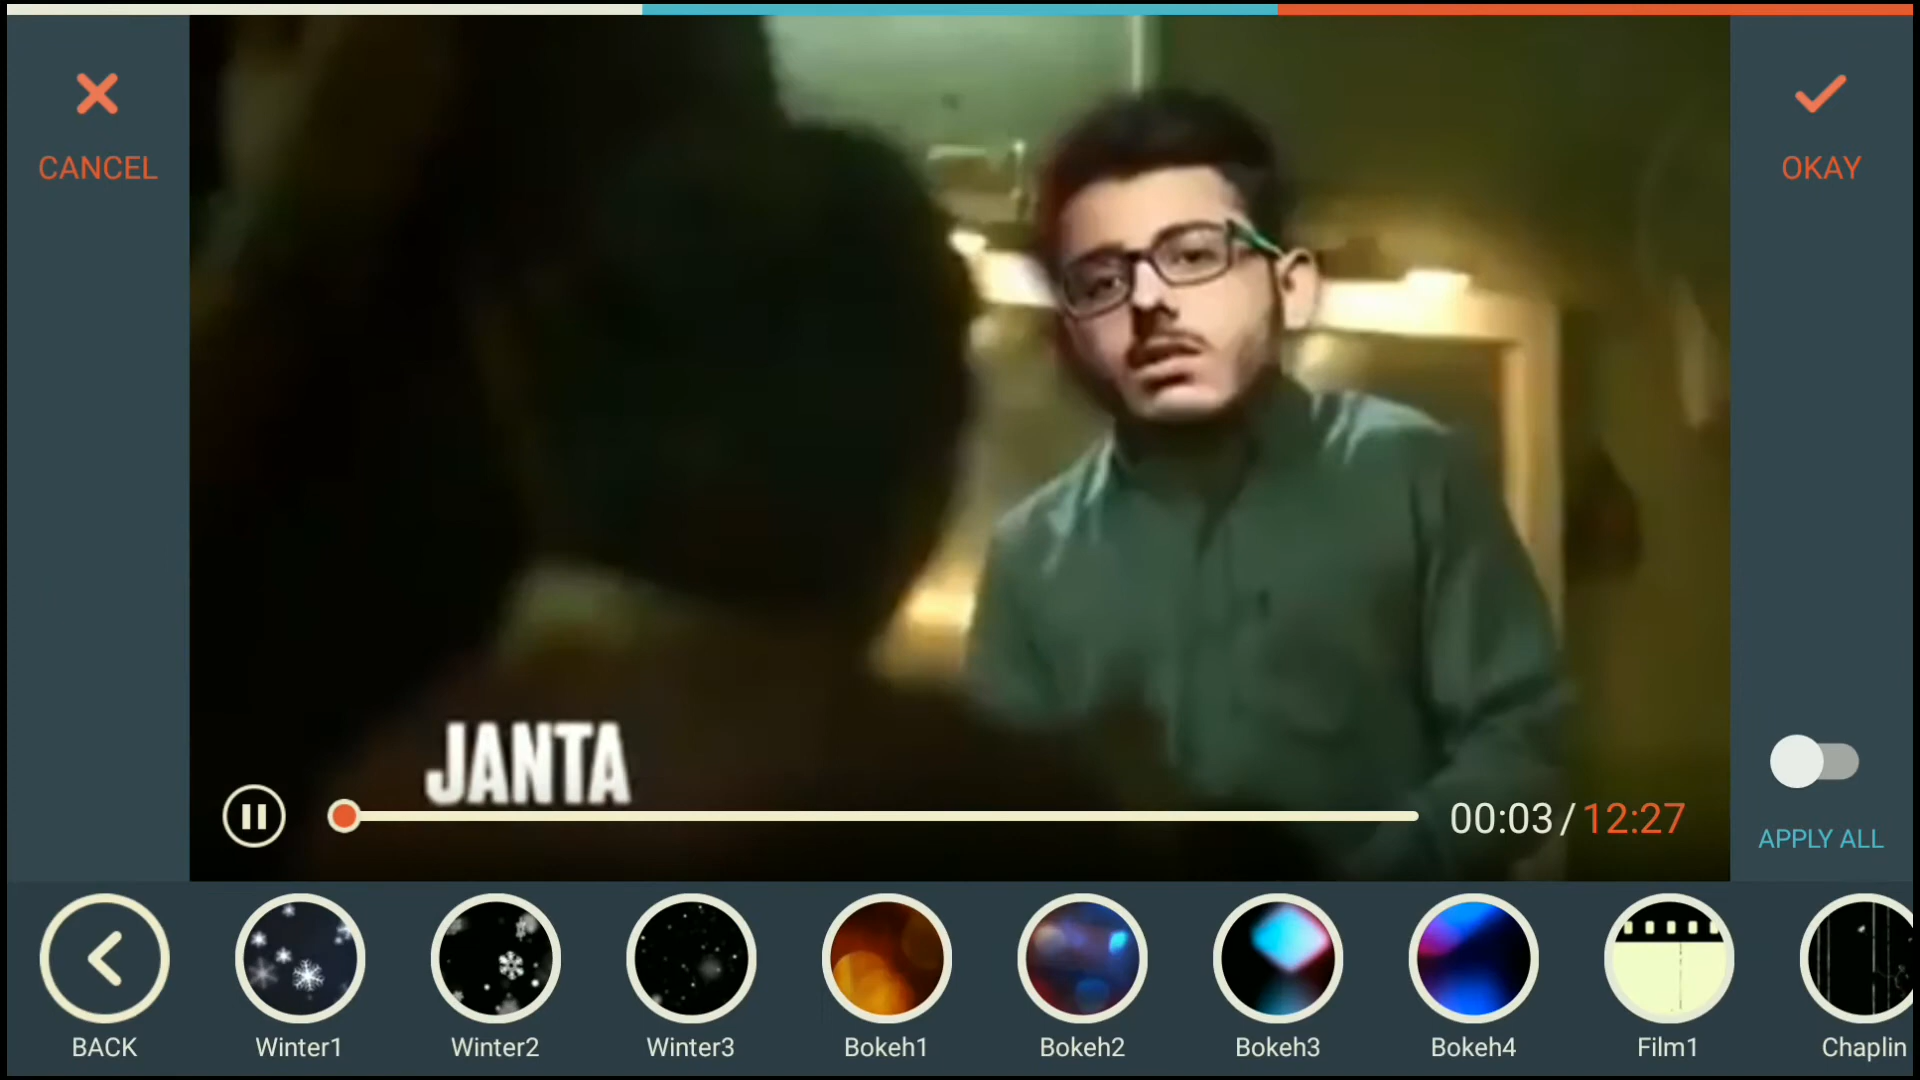 CANCEL
OKAY
JANTA
00:03/12:27
APPLY ALL
BACK
Winter1
Winter2
Winter3
Bokeh1
Bokeh2
Bokeh3
Bokeh4
Film1
Chaplin